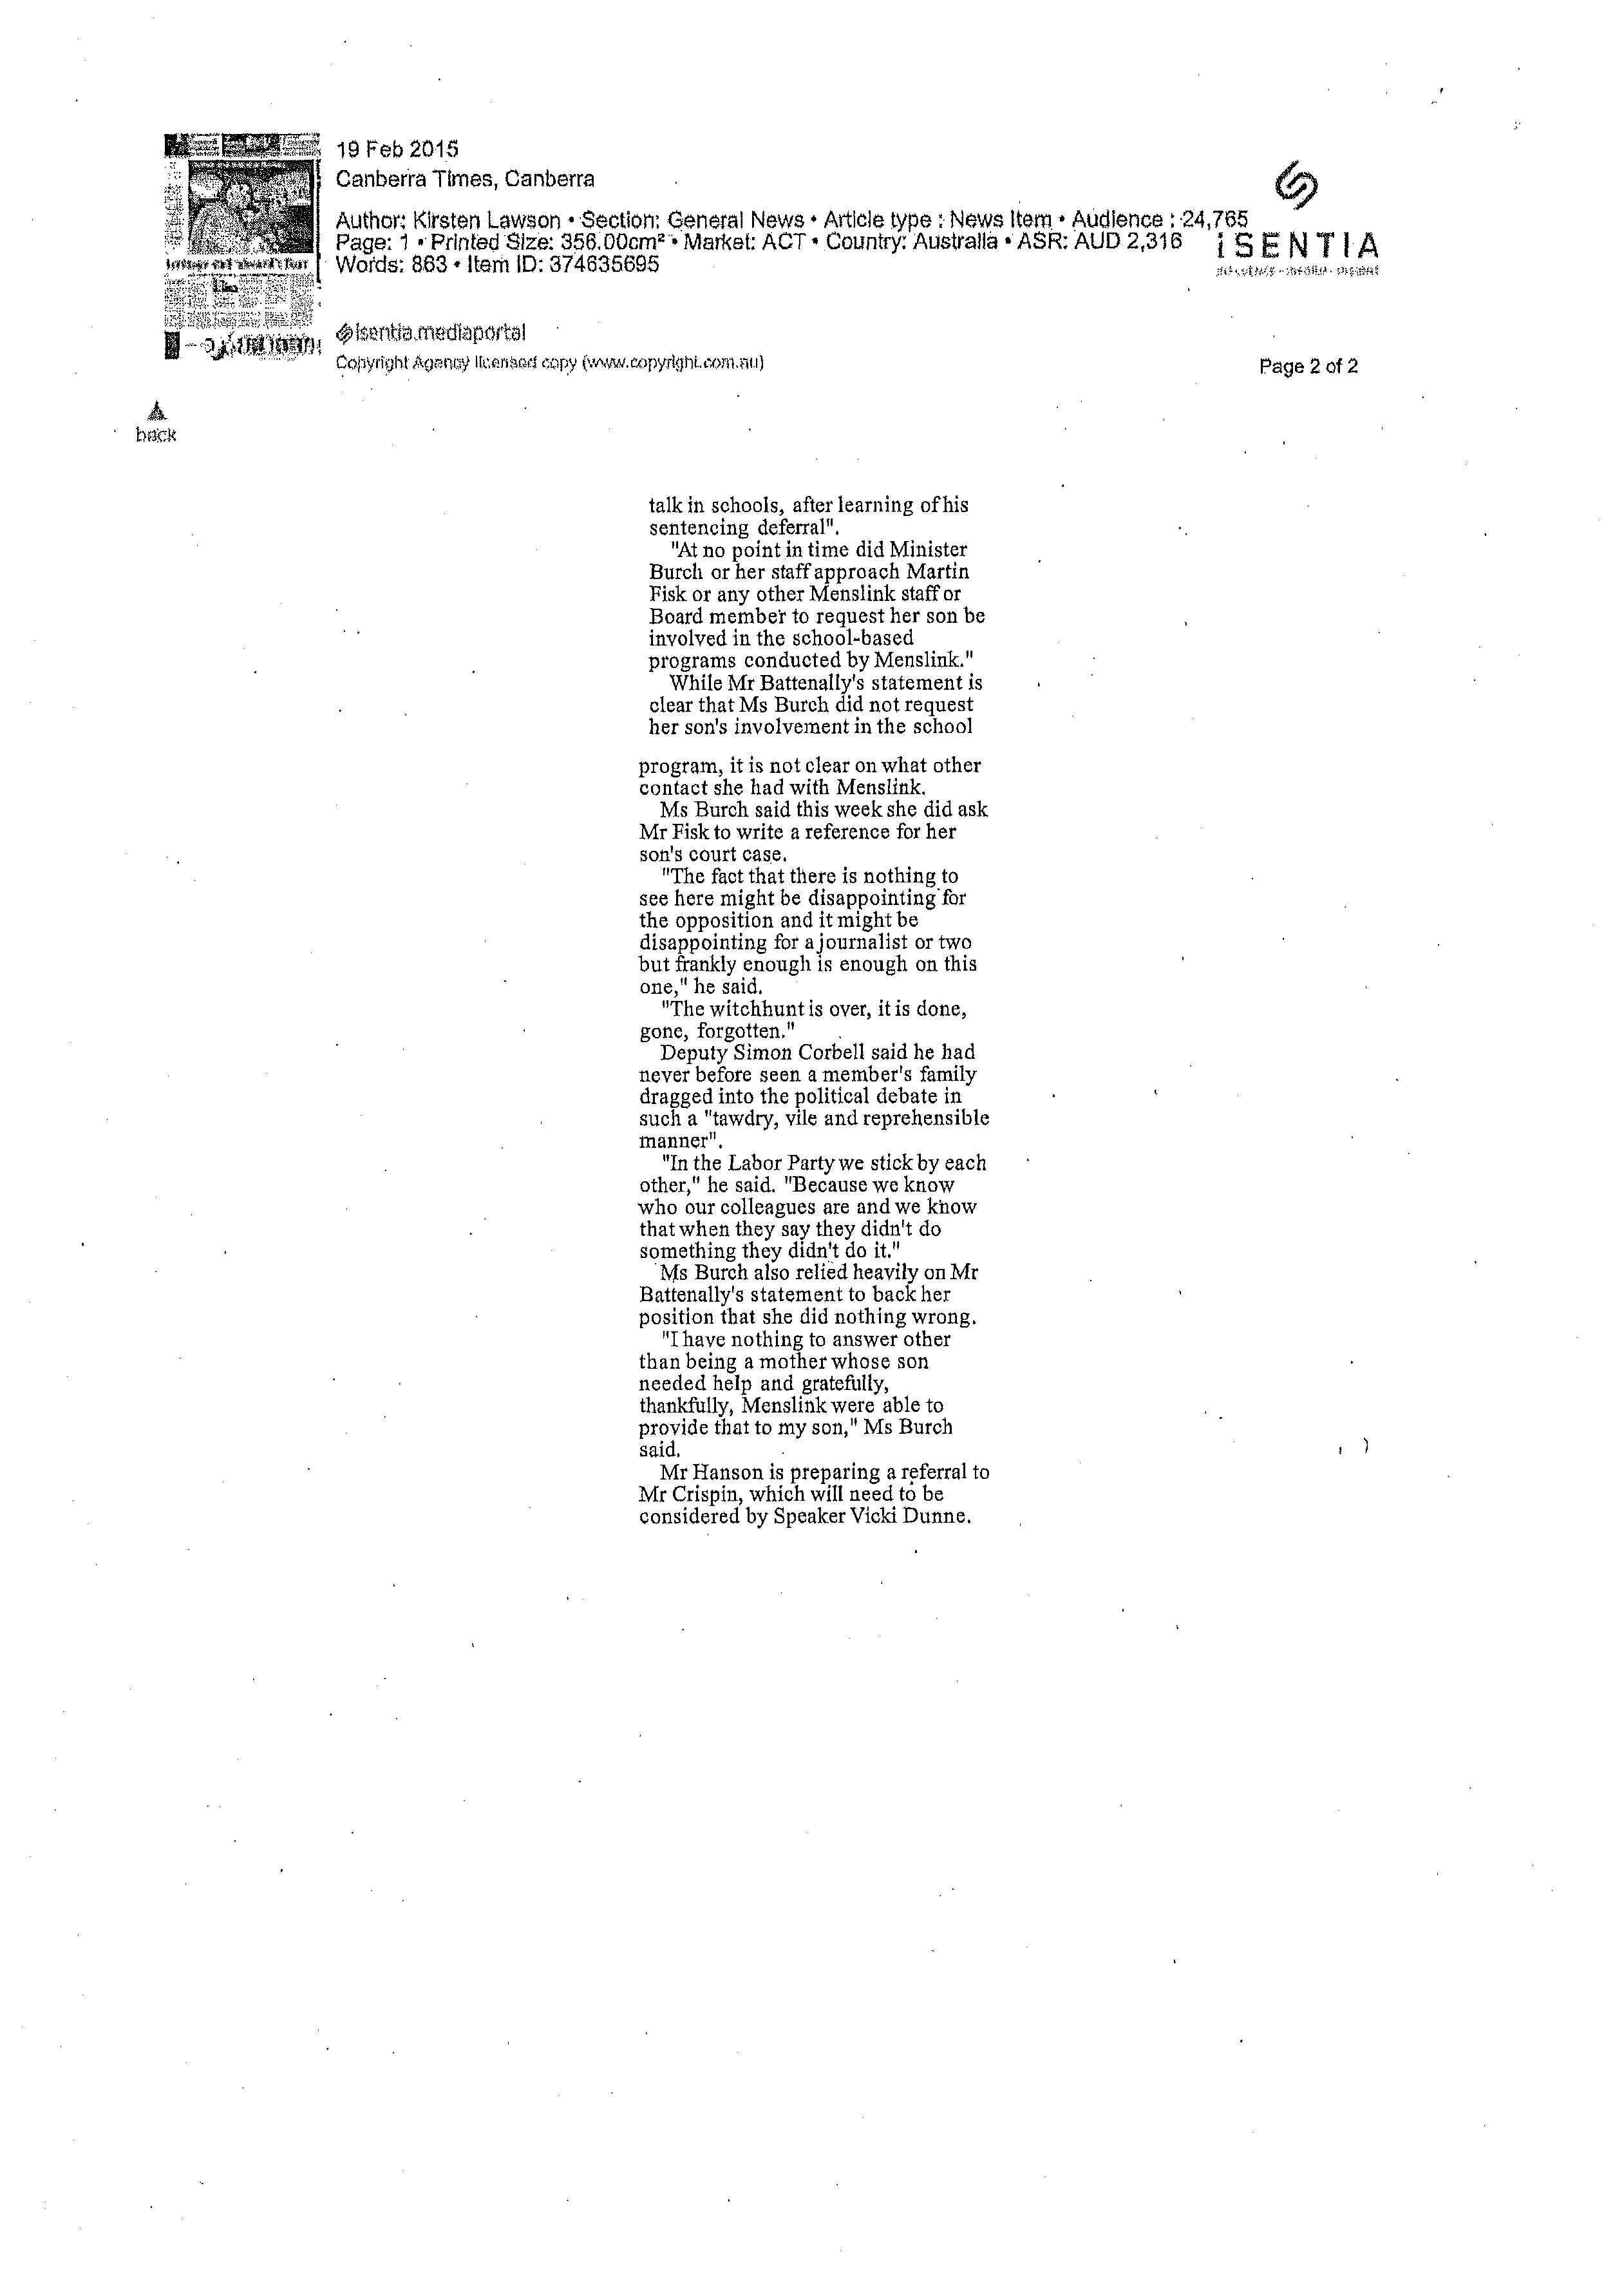 19 Feb 2015
Canberra Times, Canberra
Author: Kirsten Lawson • Section: General News • Article type : News Item • Audience : 24,765
Page: 1 • Printed Size: 356.00cm² • Market: ACT • Country: Australia • ASR: AUD 2,316
Words: 863 • Item ID: 374635695
iSENTIA
isentia.mediaportal
Copyright Agency licensed copy (www.copyright.com.au)
Page 2 of 2
back
talk in schools, after learning of his
sentencing deferral".
"At no point in time did Minister
Burch or her staff approach Martin
Fisk or any other Menslink staff or
Board member to request her son be
involved in the school-based
programs conducted by Menslink."
While Mr Battenally's statement is
clear that Ms Burch did not request
her son's involvement in the school
program, it is not clear on what other
contact she had with Menslink.
Ms Burch said this week she did ask
Mr Fisk to write a reference for her
son's court case.
"The fact that there is nothing to
see here might be disappointing for
the opposition and it might be
disappointing for a journalist or two
but frankly enough is enough on this
one," he said.
"The witchhunt is over, it is done,
gone, forgotten."
Deputy Simon Corbell said he had
never before seen a member's family
dragged into the political debate in
such a "tawdry, vile and reprehensible
manner".
"In the Labor Party we stick by each
other," he said. "Because we know
who our colleagues are and we know
that when they say they didn't do
something they didn't do it."
Ms Burch also relied heavily on Mr
Battenally's statement to back her
position that she did nothing wrong.
"I have nothing to answer other
than being a mother whose son
needed help and gratefully,
thankfully, Menslink were able to
provide that to my son," Ms Burch
said.
Mr Hanson is preparing a referral to
Mr Crispin, which will need to be
considered by Speaker Vicki Dunne.